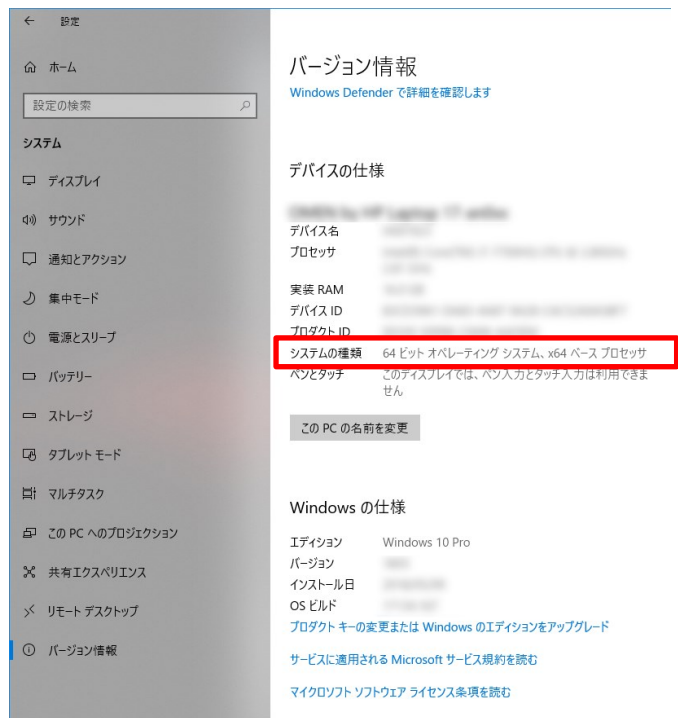 ← 設定
ホーム
設定の検索
システム
ディスプレイ
サウンド
通知とアクション
集中モード
電源とスリープ
バッテリー
ストレージ
タブレット モード
マルチタスク
この PC へのプロジェクション
共有エクスペリエンス
リモート デスクトップ
バージョン情報
バージョン情報
Windows Defender で詳細を確認します
デバイスの仕様
デバイス名
プロセッサ
実装 RAM
デバイス ID
プロダクト ID
システムの種類 64 ビット オペレーティング システム、x64 ベース プロセッサ
ペンとタッチ このディスプレイでは、ペン入力とタッチ入力は利用できま
せん
この PC の名前を変更
Windows の仕様
エディション Windows 10 Pro
バージョン
インストール日
OS ビルド
プロダクト キーの変更または Windows のエディションをアップグレード
サービスに適用される Microsoft サービス規約を読む
マイクロソフト ソフトウェア ライセンス条項を読む